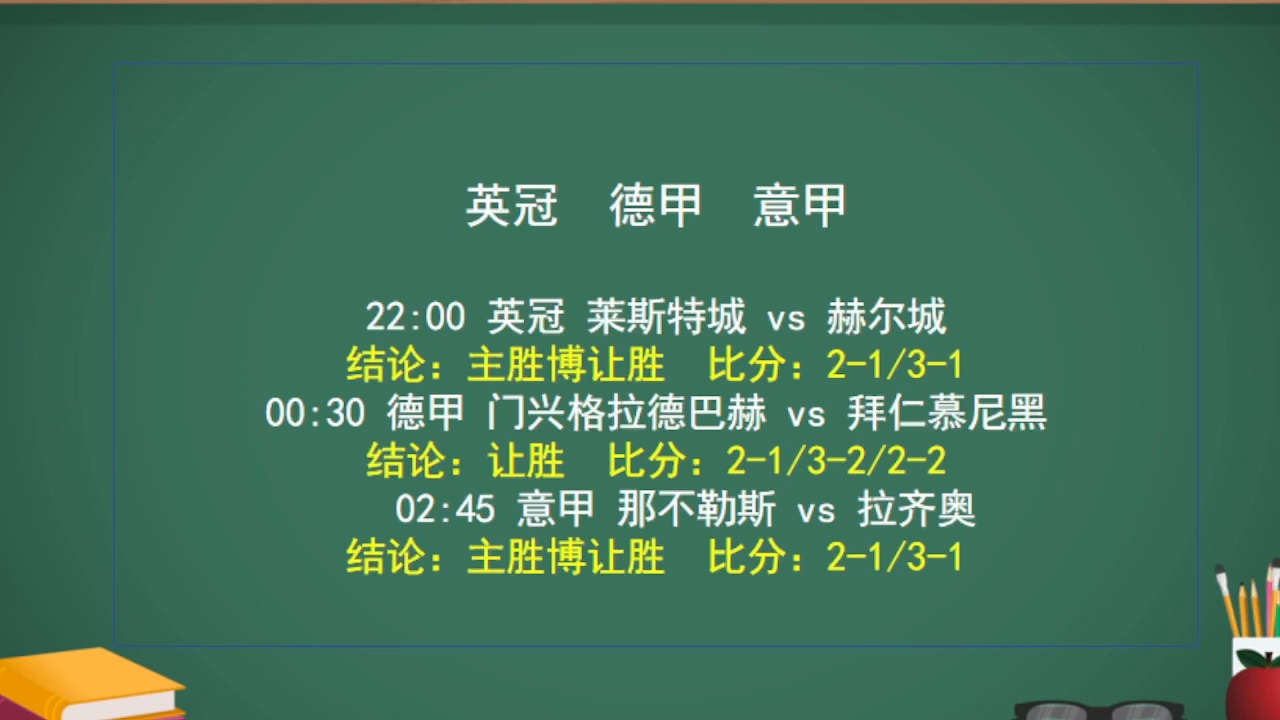 英冠 德甲 意甲
22:00 英冠 莱斯特城 vs 赫尔城
结论：主胜博让胜 比分：2-1/3-1
00:30 德甲 门兴格拉德巴赫 vs 拜仁慕尼黑
结论：让胜 比分：2-1/3-2/2-2
02:45 意甲 那不勒斯 vs 拉齐奥
结论：主胜博让胜 比分：2-1/3-1